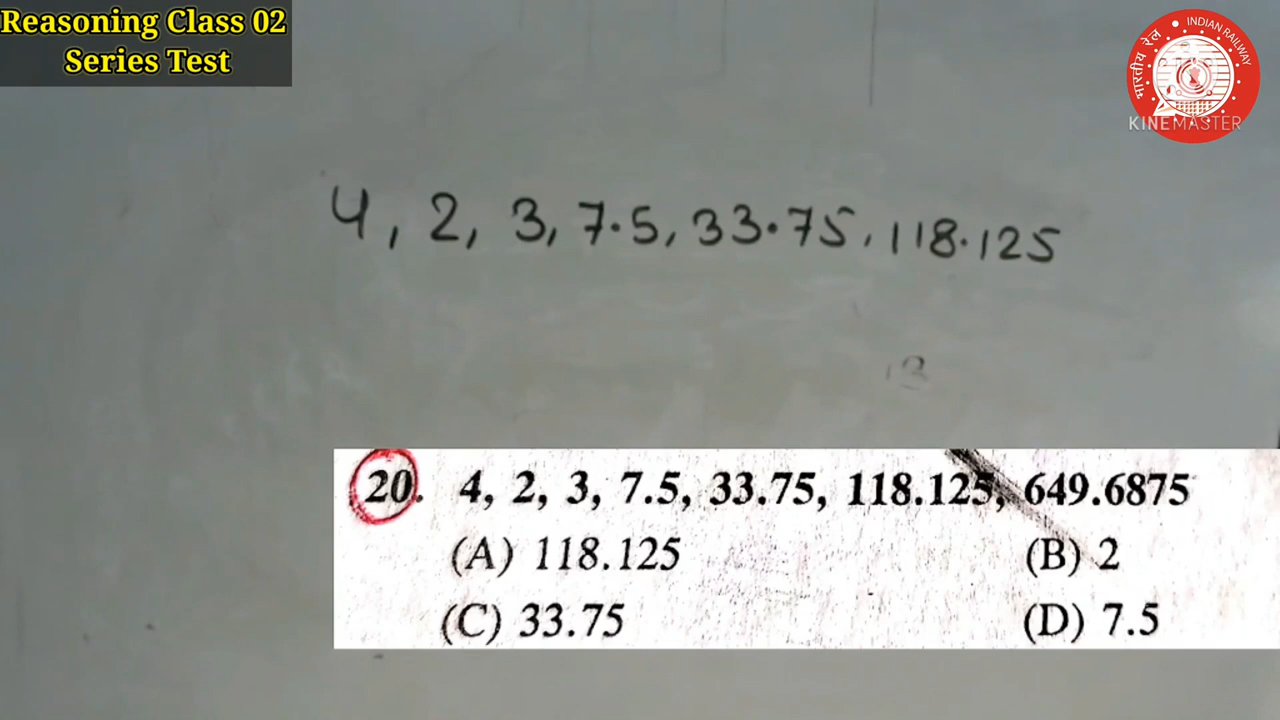 Reasoning Class 02
Series Test
भारतीय रेल • INDIAN RAILWAY
KINEMASTER
4, 2, 3, 7.5, 33.75, 118.125
20. 4, 2, 3, 7.5, 33.75, 118.125, 649.6875
(A) 118.125 (B) 2
(C) 33.75 (D) 7.5